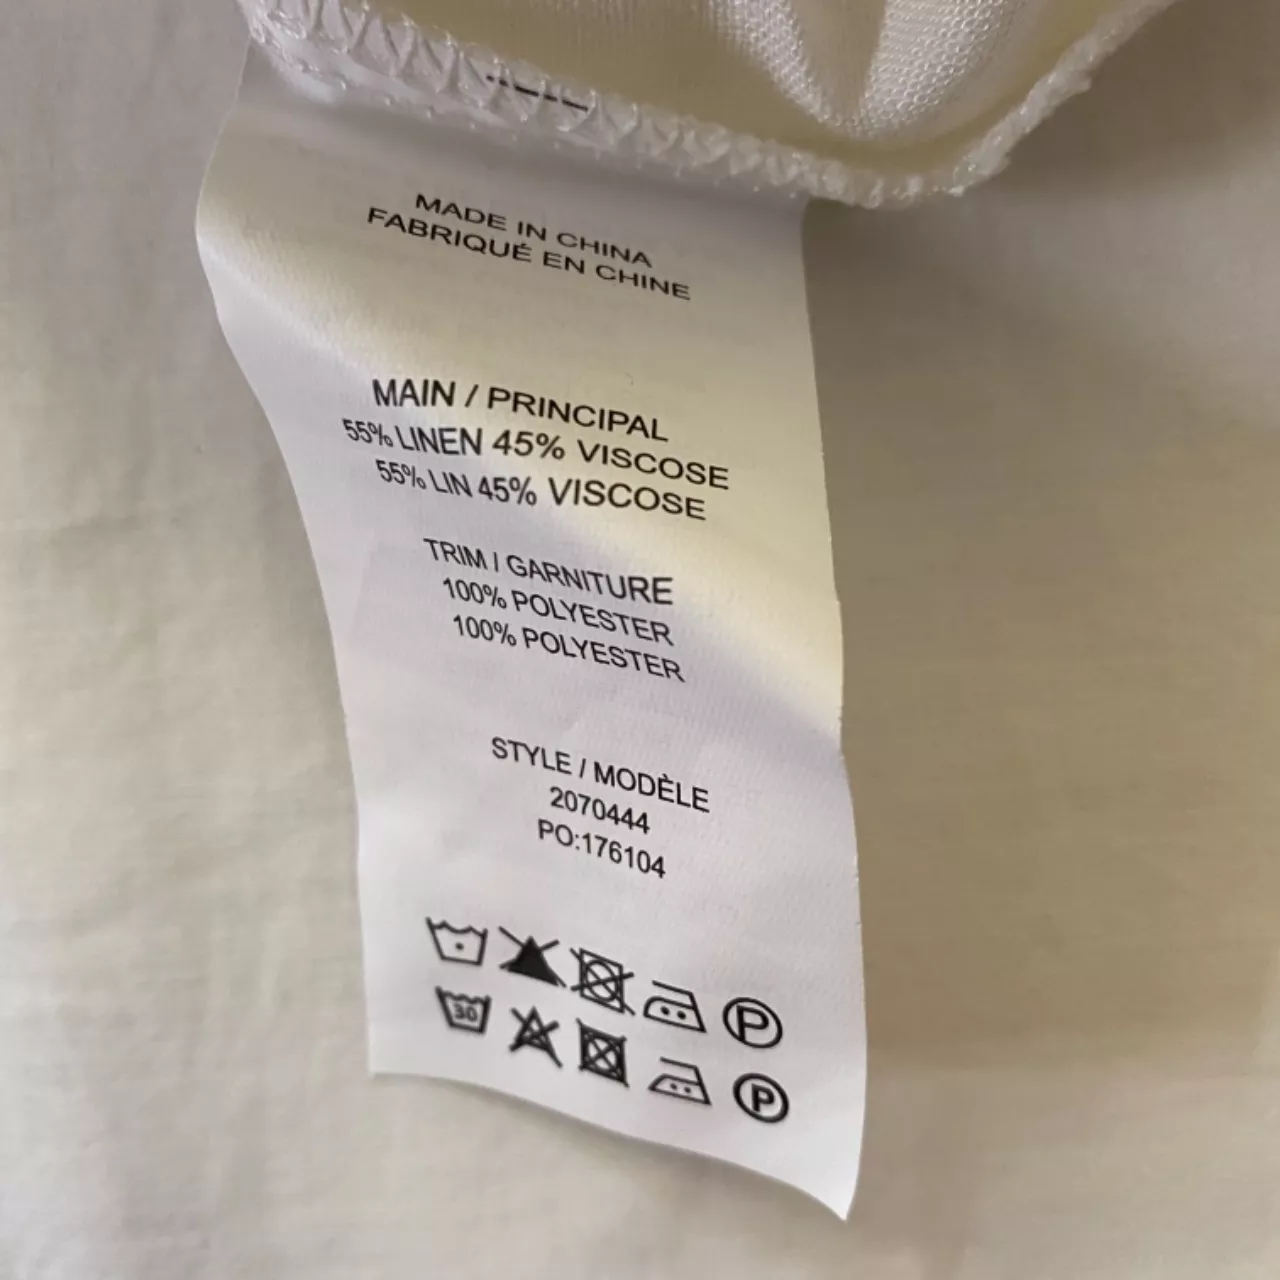 MADE IN CHINA
FABRIQUÉ EN CHINE
MAIN / PRINCIPAL
55% LINEN 45% VISCOSE
55% LIN 45% VISCOSE
TRIM / GARNITURE
100% POLYESTER
100% POLYESTER
STYLE / MODÈLE
2070444
PO:176104
P
30 P